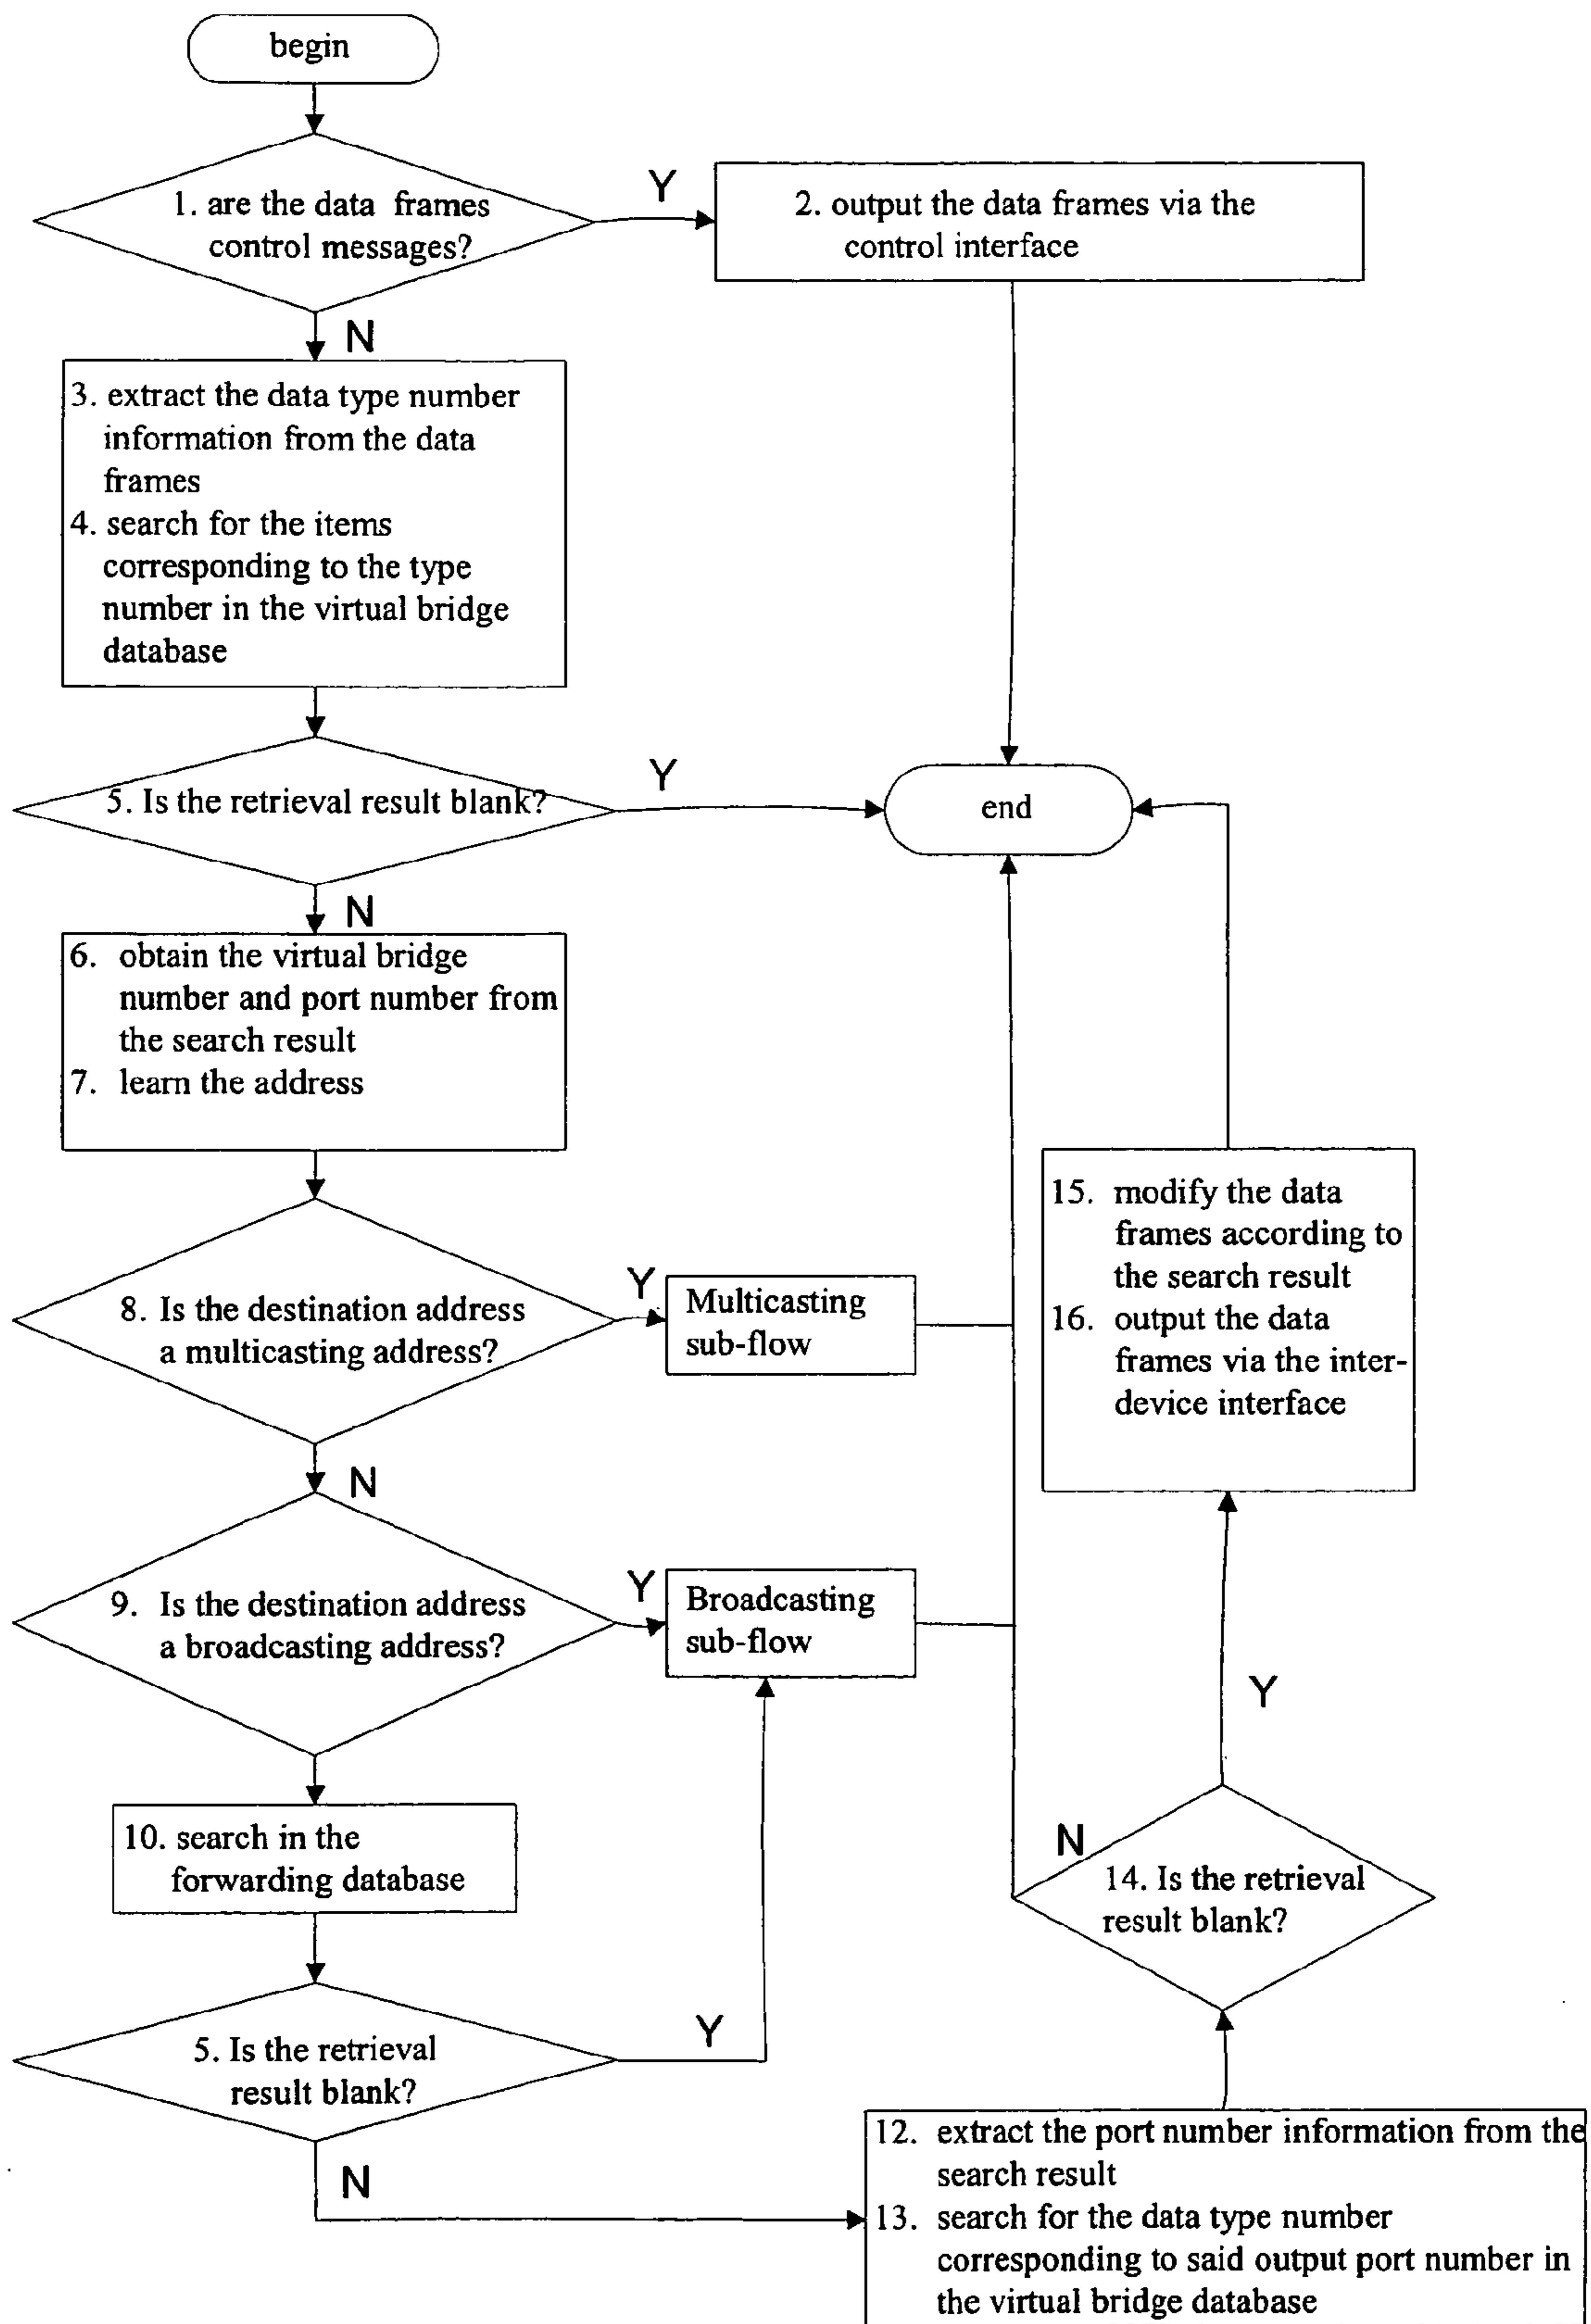 begin
1. are the data frames
control messages?
Y
2. output the data frames via the
control interface
N
3. extract the data type number
information from the data
frames
4. search for the items
corresponding to the type
number in the virtual bridge
database
5. Is the retrieval result blank?
Y
end
N
6. obtain the virtual bridge
number and port number from
the search result
7. learn the address
8. Is the destination address
a multicasting address?
Y
Multicasting
sub-flow
N
9. Is the destination address
a broadcasting address?
Y
Broadcasting
sub-flow
10. search in the
forwarding database
5. Is the retrieval
result blank?
Y
N
12. extract the port number information from the
search result
13. search for the data type number
corresponding to said output port number in
the virtual bridge database
14. Is the retrieval
result blank?
N
Y
15. modify the data
frames according to
the search result
16. output the data
frames via the inter-
device interface